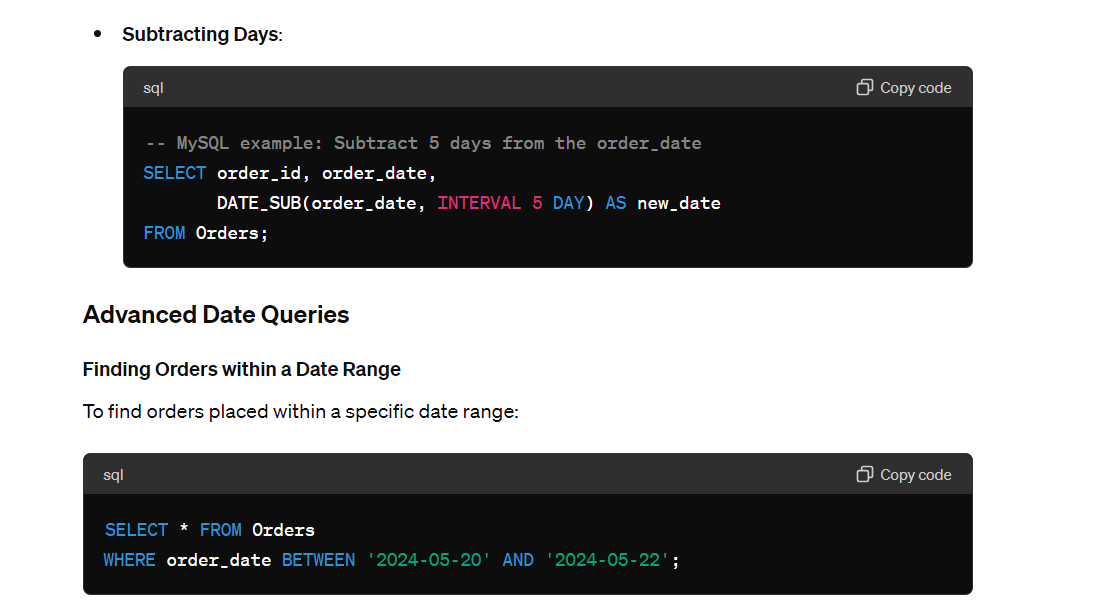 • Subtracting Days:
sql Copy code
-- MySQL example: Subtract 5 days from the order_date
SELECT order_id, order_date,
       DATE_SUB(order_date, INTERVAL 5 DAY) AS new_date
FROM Orders;
Advanced Date Queries
Finding Orders within a Date Range
To find orders placed within a specific date range:
sql Copy code
SELECT * FROM Orders
WHERE order_date BETWEEN '2024-05-20' AND '2024-05-22';